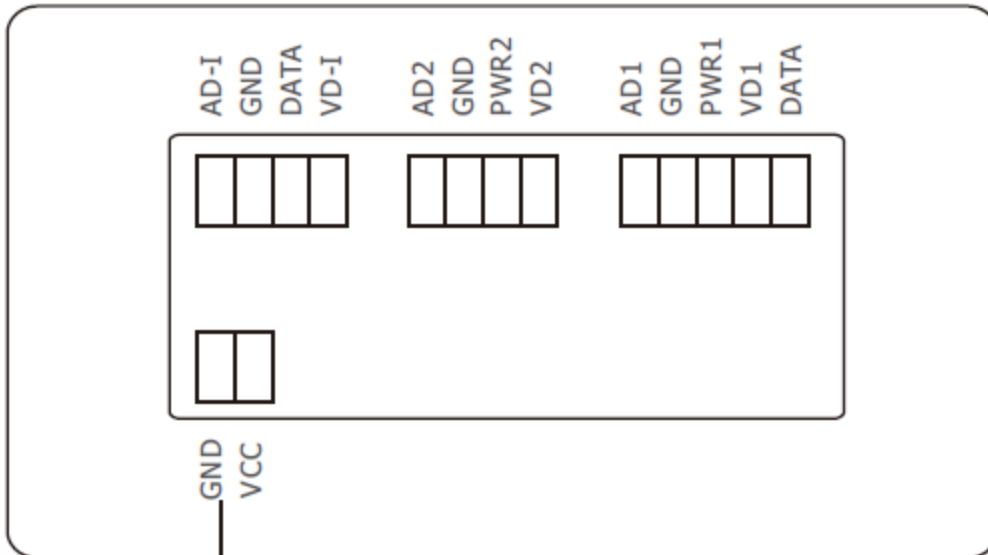 AD-I
GND
DATA
VD-I
AD2
GND
PWR2
VD2
AD1
GND
PWR1
VD1
DATA
GND
VCC